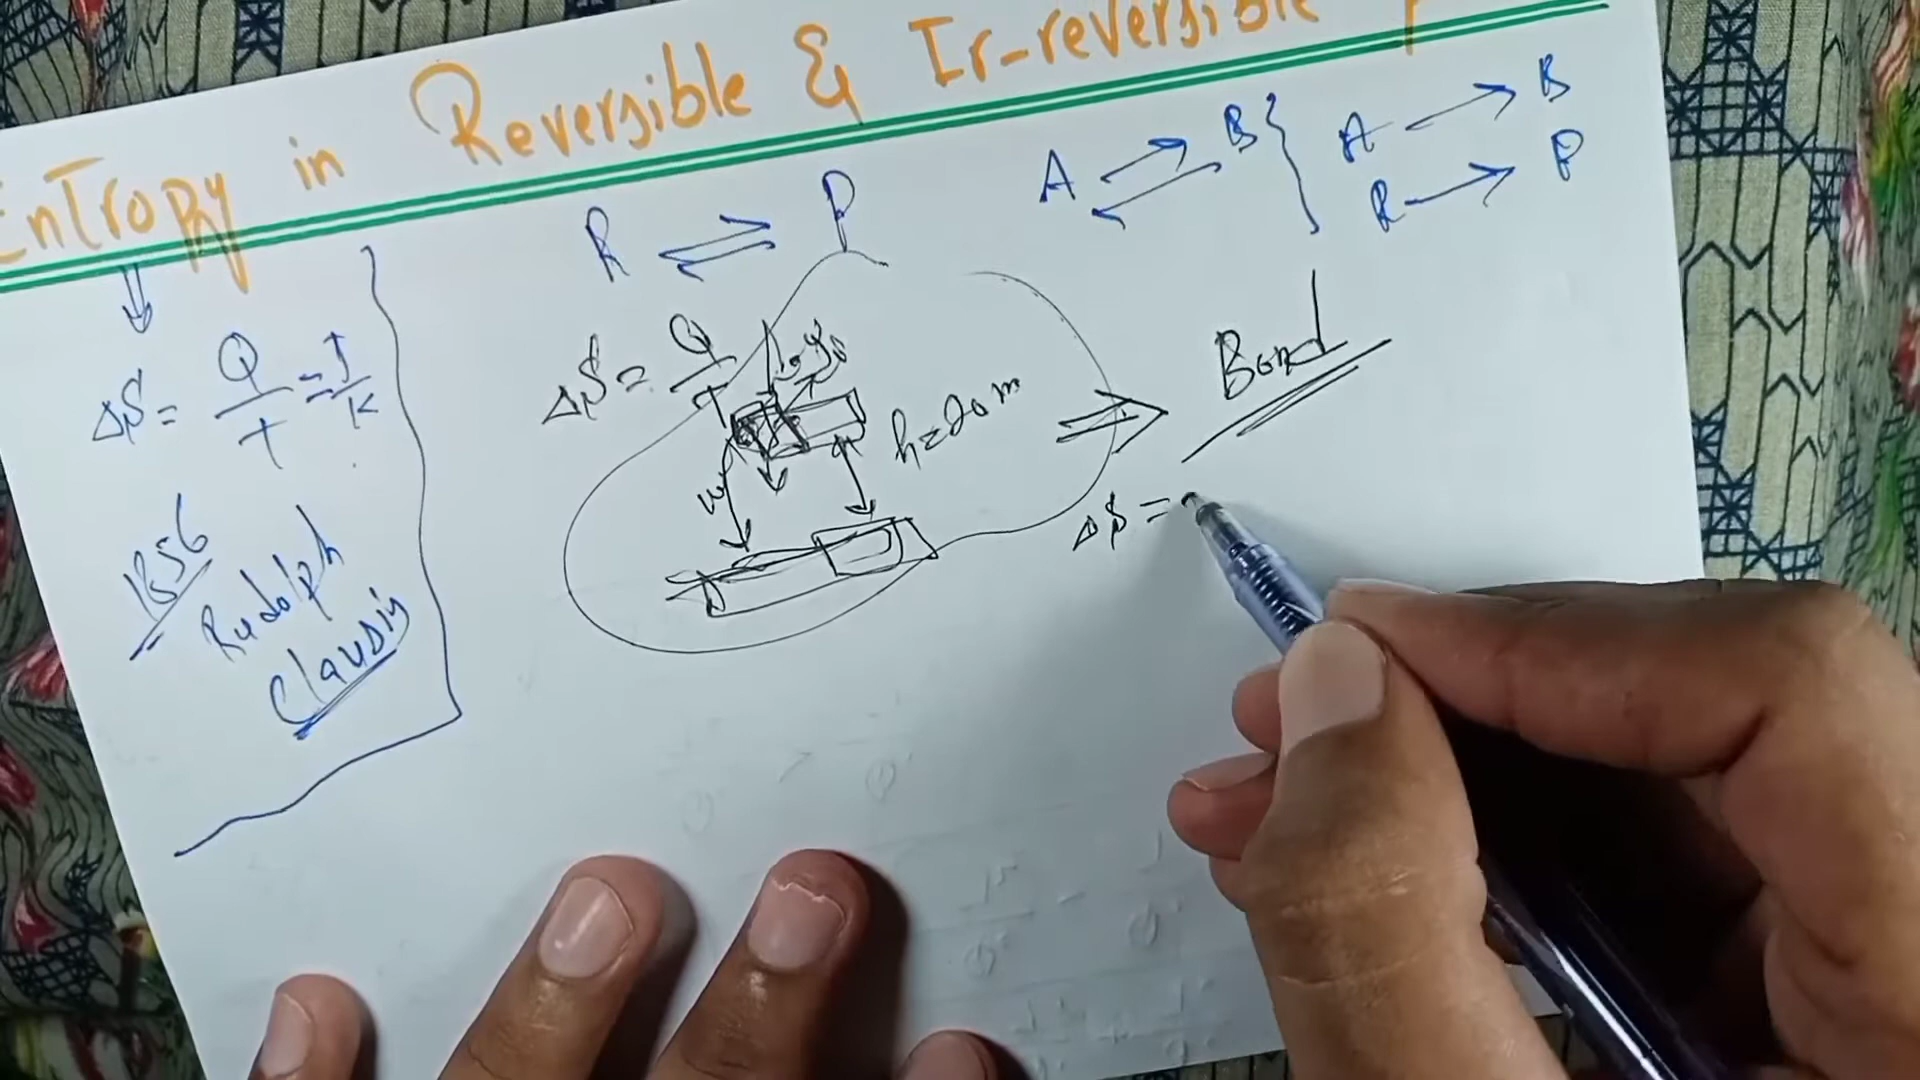 EnTropy in Reversible & Ir-reversible P
R ⇌ P
A ⇌ B
A → B
R → P
ΔS = Q/T = J/K
1856
Rudolph
Clausis
ΔS = Q/T
h = 20 m
w
⇒ Bond
ΔS =